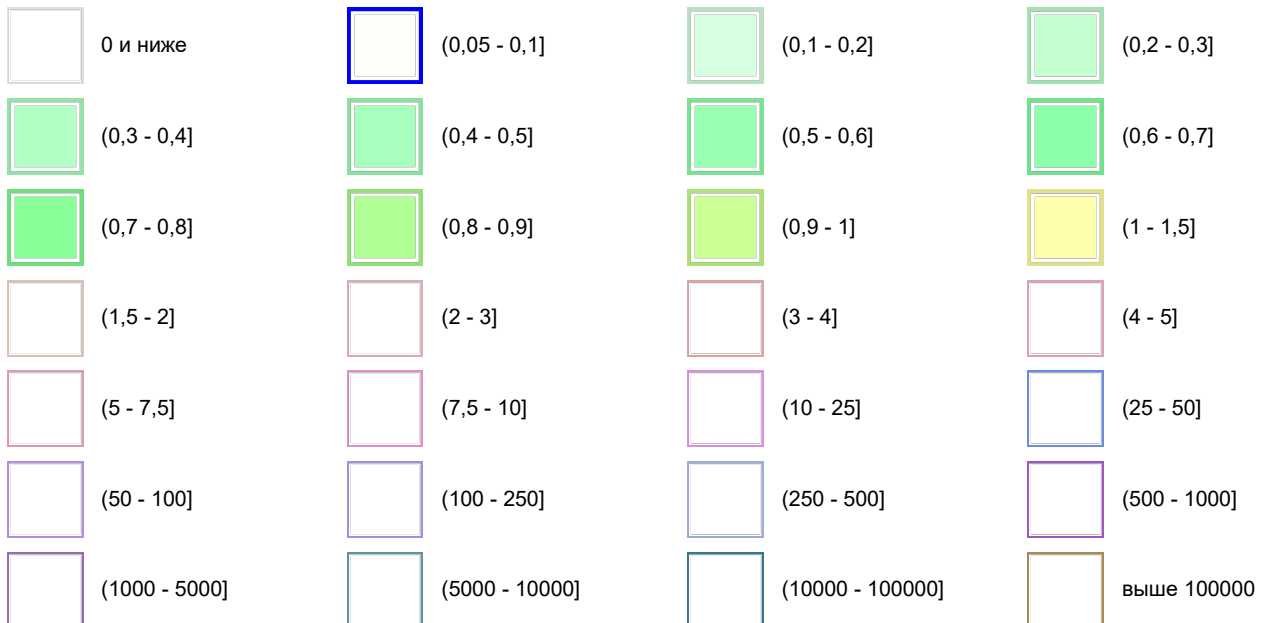 0 и ниже
(0,05 - 0,1]
(0,1 - 0,2]
(0,2 - 0,3]
(0,3 - 0,4]
(0,4 - 0,5]
(0,5 - 0,6]
(0,6 - 0,7]
(0,7 - 0,8]
(0,8 - 0,9]
(0,9 - 1]
(1 - 1,5]
(1,5 - 2]
(2 - 3]
(3 - 4]
(4 - 5]
(5 - 7,5]
(7,5 - 10]
(10 - 25]
(25 - 50]
(50 - 100]
(100 - 250]
(250 - 500]
(500 - 1000]
(1000 - 5000]
(5000 - 10000]
(10000 - 100000]
выше 100000